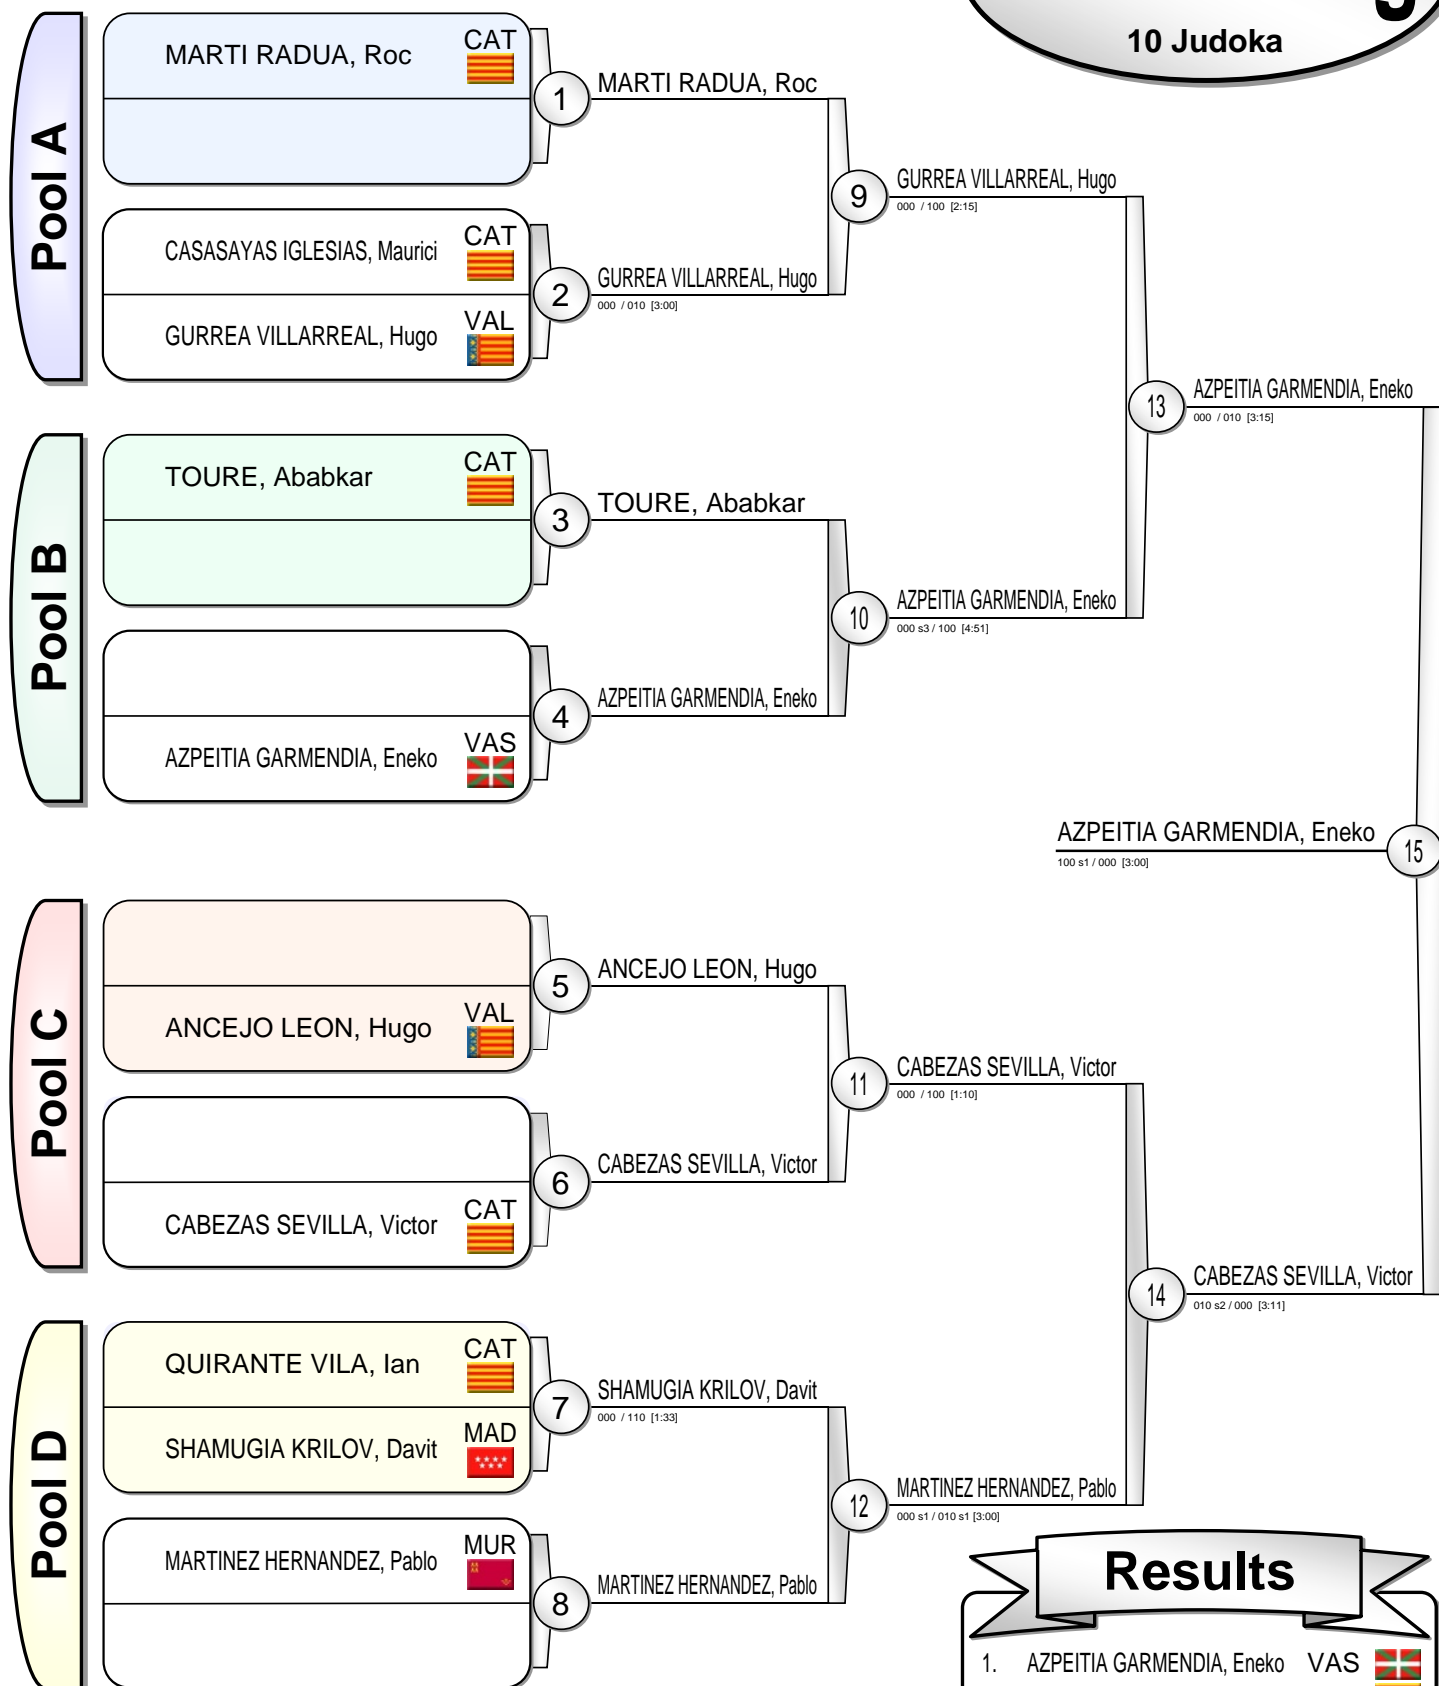 10 Judoka
Pool A
MARTI RADUA, Roc CAT
1
MARTI RADUA, Roc
CASASAYAS IGLESIAS, Maurici CAT
GURREA VILLARREAL, Hugo VAL
2
GURREA VILLARREAL, Hugo
000 / 010 [3:00]
9
GURREA VILLARREAL, Hugo
000 / 100 [2:15]
Pool B
TOURE, Ababkar CAT
3
TOURE, Ababkar
AZPEITIA GARMENDIA, Eneko VAS
4
AZPEITIA GARMENDIA, Eneko
10
AZPEITIA GARMENDIA, Eneko
000 s3 / 100 [4:51]
13
AZPEITIA GARMENDIA, Eneko
000 / 010 [3:15]
AZPEITIA GARMENDIA, Eneko
100 s1 / 000 [3:00]
15
Pool C
ANCEJO LEON, Hugo VAL
5
ANCEJO LEON, Hugo
CABEZAS SEVILLA, Victor CAT
6
CABEZAS SEVILLA, Victor
11
CABEZAS SEVILLA, Victor
000 / 100 [1:10]
Pool D
QUIRANTE VILA, Ian CAT
SHAMUGIA KRILOV, Davit MAD
7
SHAMUGIA KRILOV, Davit
000 / 110 [1:33]
MARTINEZ HERNANDEZ, Pablo MUR
8
MARTINEZ HERNANDEZ, Pablo
12
MARTINEZ HERNANDEZ, Pablo
000 s1 / 010 s1 [3:00]
14
CABEZAS SEVILLA, Victor
010 s2 / 000 [3:11]
Results
1. AZPEITIA GARMENDIA, Eneko VAS